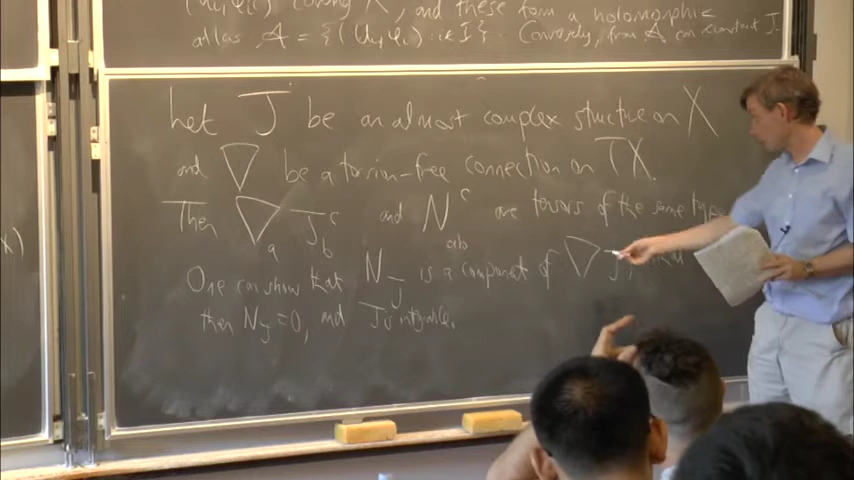 (U_i, φ_i) covering X, and these form a holomorphic
atlas A = {(U_i, φ_i) : i ∈ I}. Conversely, from A can construct J.
Let J be an almost complex structure on X
and ∇ be a torsion-free connection on TX.
Then ∇_a J_b^c and N_ab^c are tensors of the same type
One can show that N_J is a component of ∇J,
then N_J = 0, and J is integrable.
x)